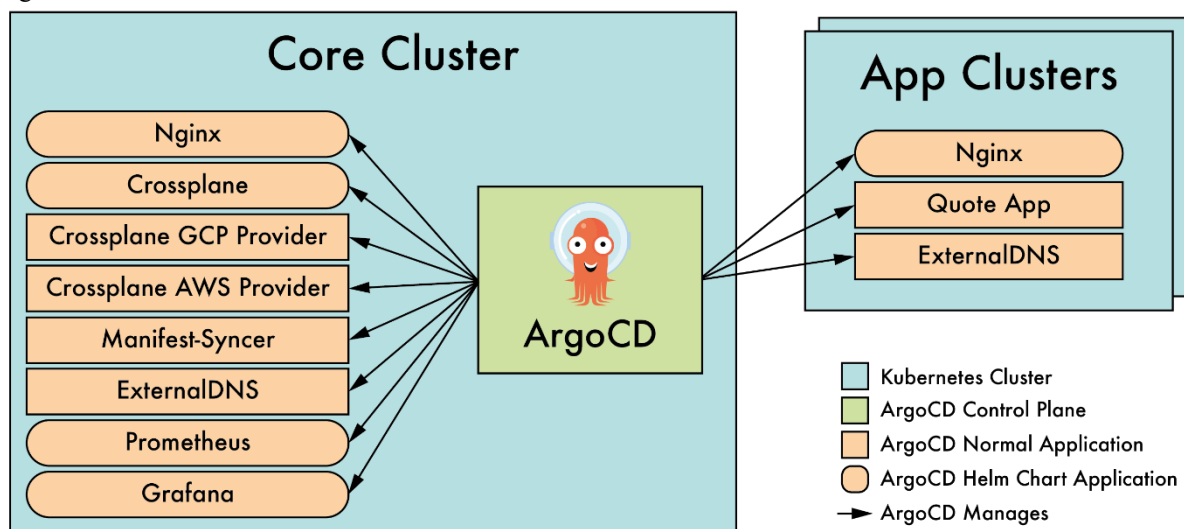 Core Cluster
Nginx
Crossplane
Crossplane GCP Provider
Crossplane AWS Provider
Manifest-Syncer
ExternalDNS
Prometheus
Grafana
ArgoCD
App Clusters
Nginx
Quote App
ExternalDNS
Kubernetes Cluster
ArgoCD Control Plane
ArgoCD Normal Application
ArgoCD Helm Chart Application
ArgoCD Manages